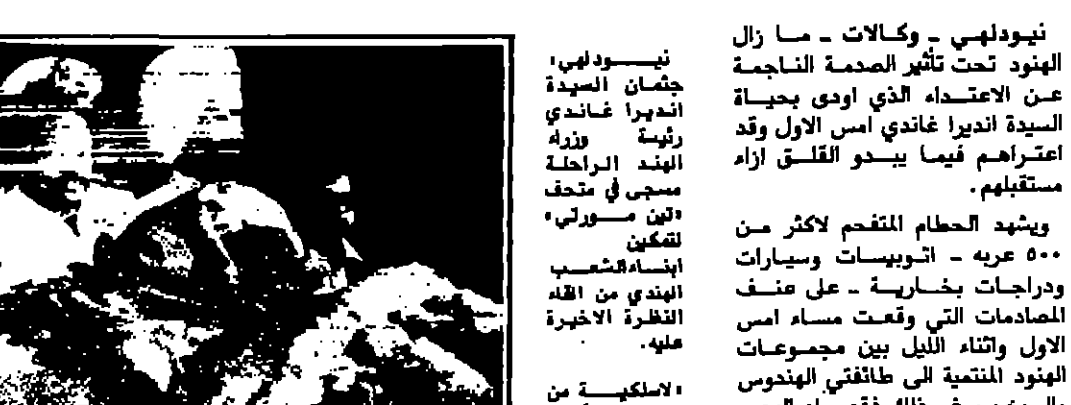 نيودلهي ـ وكالات ـ ما زال
الهنود تحت تأثير الصدمة الناجمة
عن الاعتداء الذي اودى بحياة
السيدة انديرا غاندي امس الاول وقد
اعتراهم فيما يبدو القلق ازاء
مستقبلهم.
ويشهد الحطام المتفحم لاكثر من
٥٠٠ عربه ـ اتوبيسات وسيارات
ودراجات بخارية ـ على عنف
المصادمات التي وقعت مساء امس
الاول واثناء الليل بين مجموعات
الهنود المنتمية الى طائفتي الهندوس
نيودلهي،
جثمان السيدة
انديرا غاندي
رئيسة وزراء
الهند الراحلة
مسجى في متحف
«تين مورتي»
لتمكين
ابناء الشعب
الهندي من القاء
النظرة الاخيرة
عليه.
«لاسلكية من